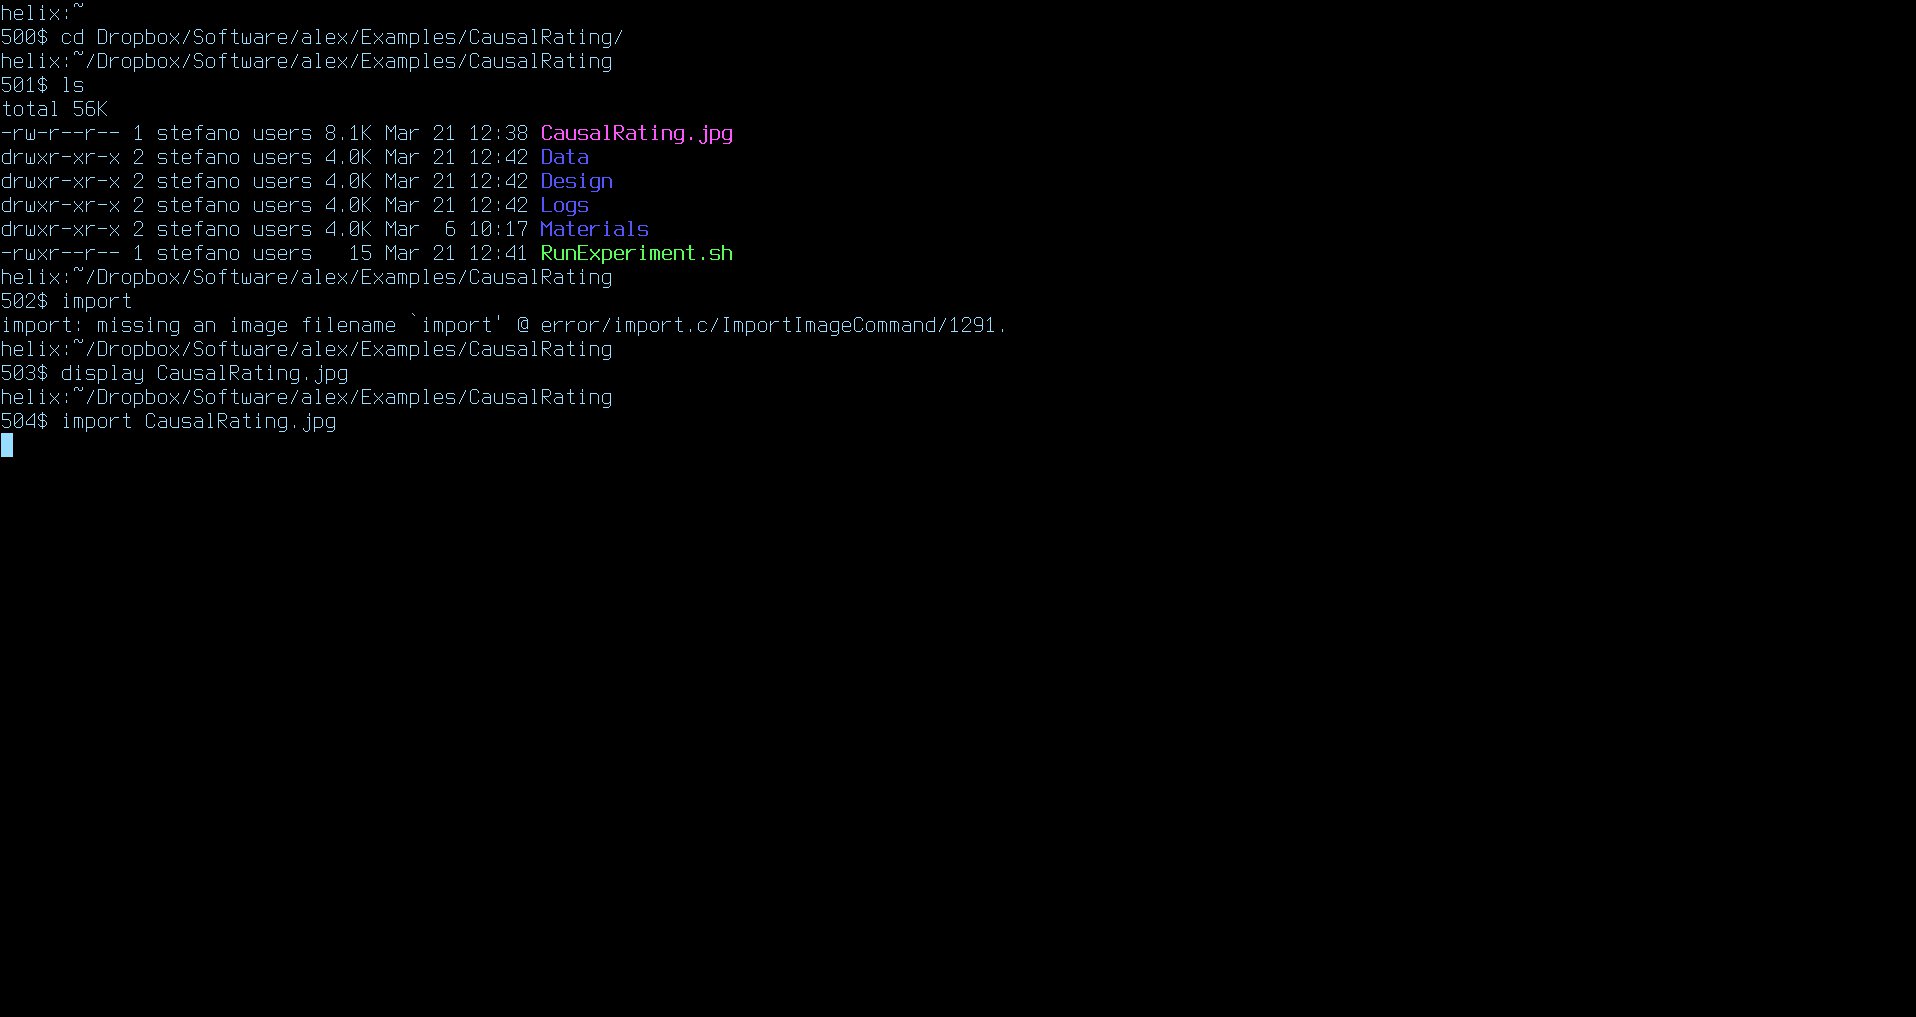 helix:~
500$ cd Dropbox/Software/alex/Examples/CausalRating/
helix:~/Dropbox/Software/alex/Examples/CausalRating
501$ ls
total 56K
-rw-r--r-- 1 stefano users 8.1K Mar 21 12:38 CausalRating.jpg
drwxr-xr-x 2 stefano users 4.0K Mar 21 12:42 Data
drwxr-xr-x 2 stefano users 4.0K Mar 21 12:42 Design
drwxr-xr-x 2 stefano users 4.0K Mar 21 12:42 Logs
drwxr-xr-x 2 stefano users 4.0K Mar  6 10:17 Materials
-rwxr--r-- 1 stefano users   15 Mar 21 12:41 RunExperiment.sh
helix:~/Dropbox/Software/alex/Examples/CausalRating
502$ import
import: missing an image filename `import' @ error/import.c/ImportImageCommand/1291.
helix:~/Dropbox/Software/alex/Examples/CausalRating
503$ display CausalRating.jpg
helix:~/Dropbox/Software/alex/Examples/CausalRating
504$ import CausalRating.jpg